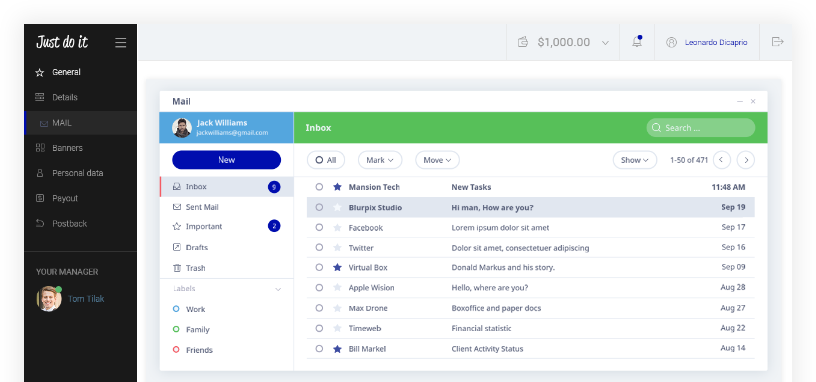 Just do it
$1,000.00
Leonardo Dicaprio
General
Details
MAIL
Banners
Personal data
Payout
Postback
YOUR MANAGER
Tom Tilak
Mail
Jack Williams
jackwilliams@gmail.com
Inbox
Search ...
New
All Mark Move Show 1-50 of 471
Inbox 9
Sent Mail
Important 2
Drafts
Trash
Labels
Work
Family
Friends
Mansion Tech New Tasks 11:48 AM
Blurpix Studio Hi man, How are you? Sep 19
Facebook Lorem ipsum dolor sit amet Sep 17
Twitter Dolor sit amet, consectetuer adipiscing Sep 16
Virtual Box Donald Markus and his story. Sep 09
Apple Wision Hello, where are you? Aug 28
Max Drone Boxoffice and paper docs Aug 27
Timeweb Financial statistic Aug 22
Bill Markel Client Activity Status Aug 14